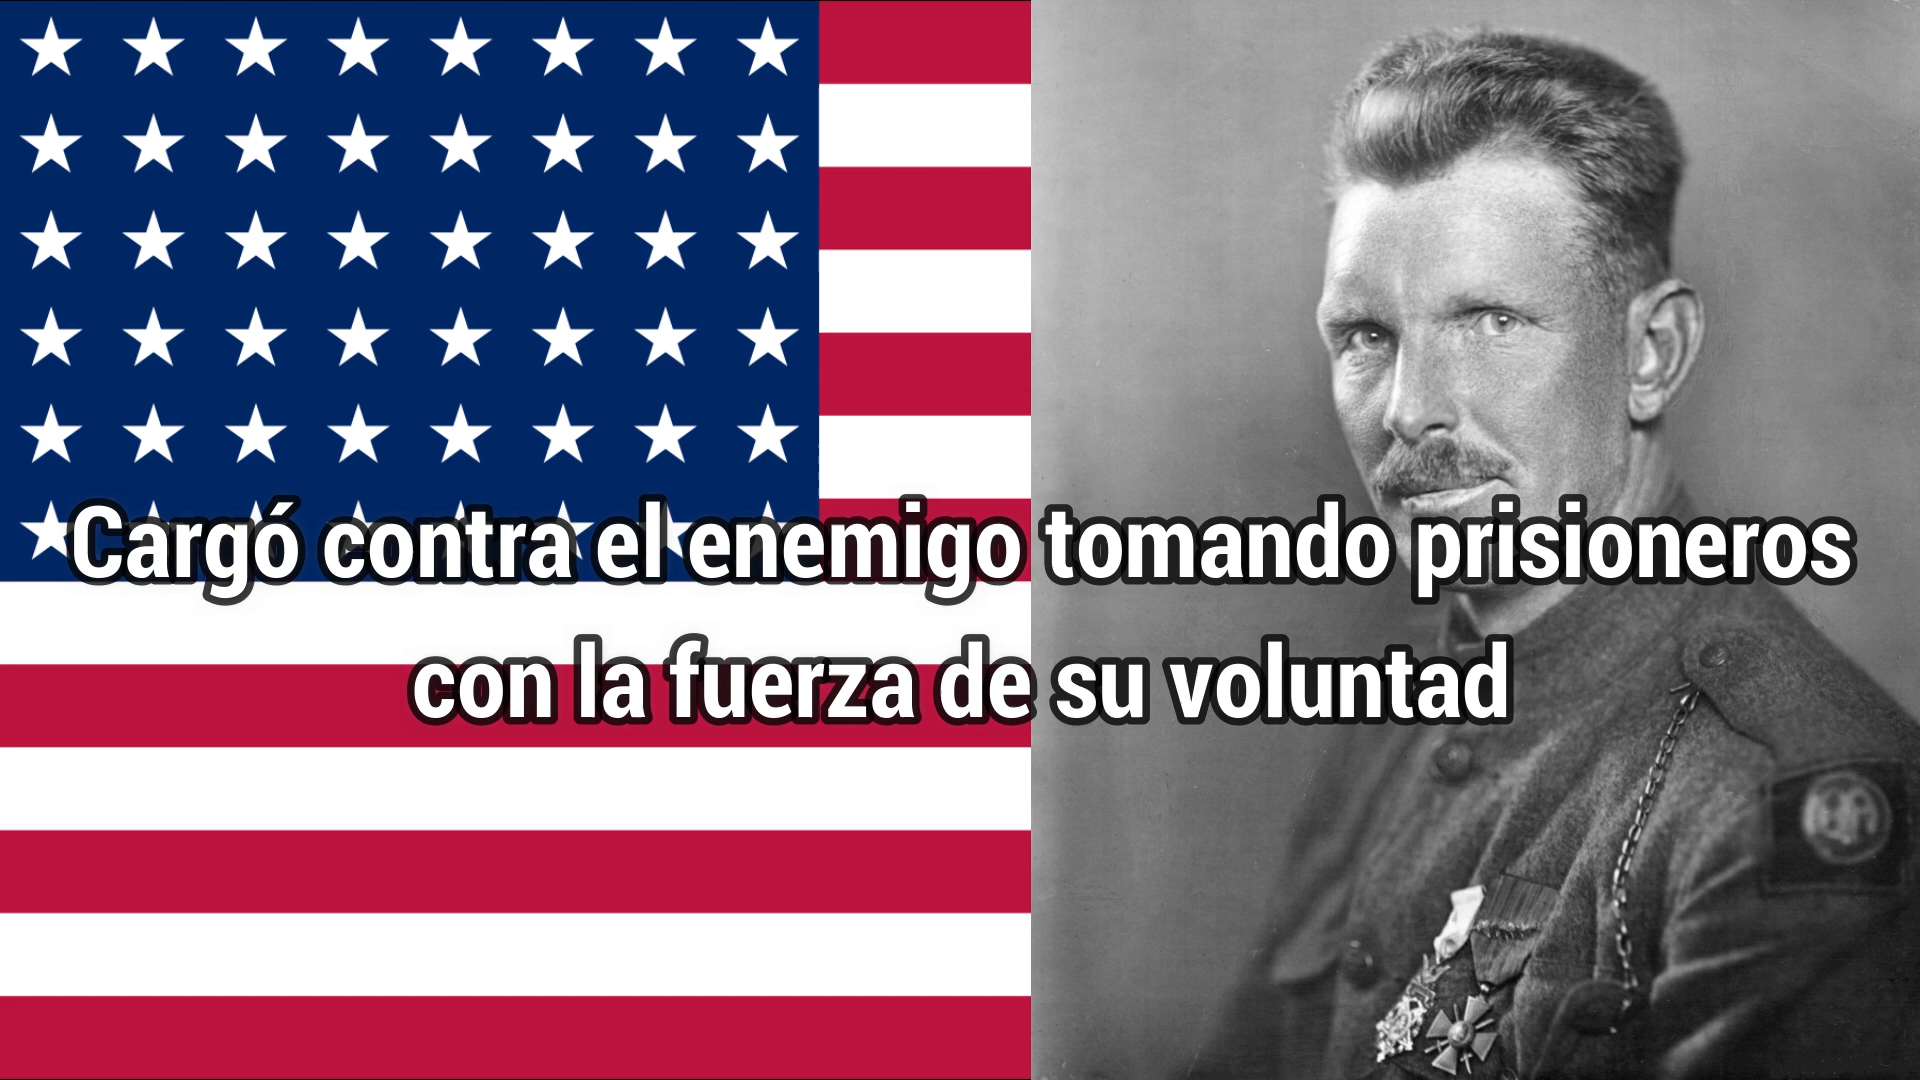 Cargó contra el enemigo tomando prisioneros
con la fuerza de su voluntad